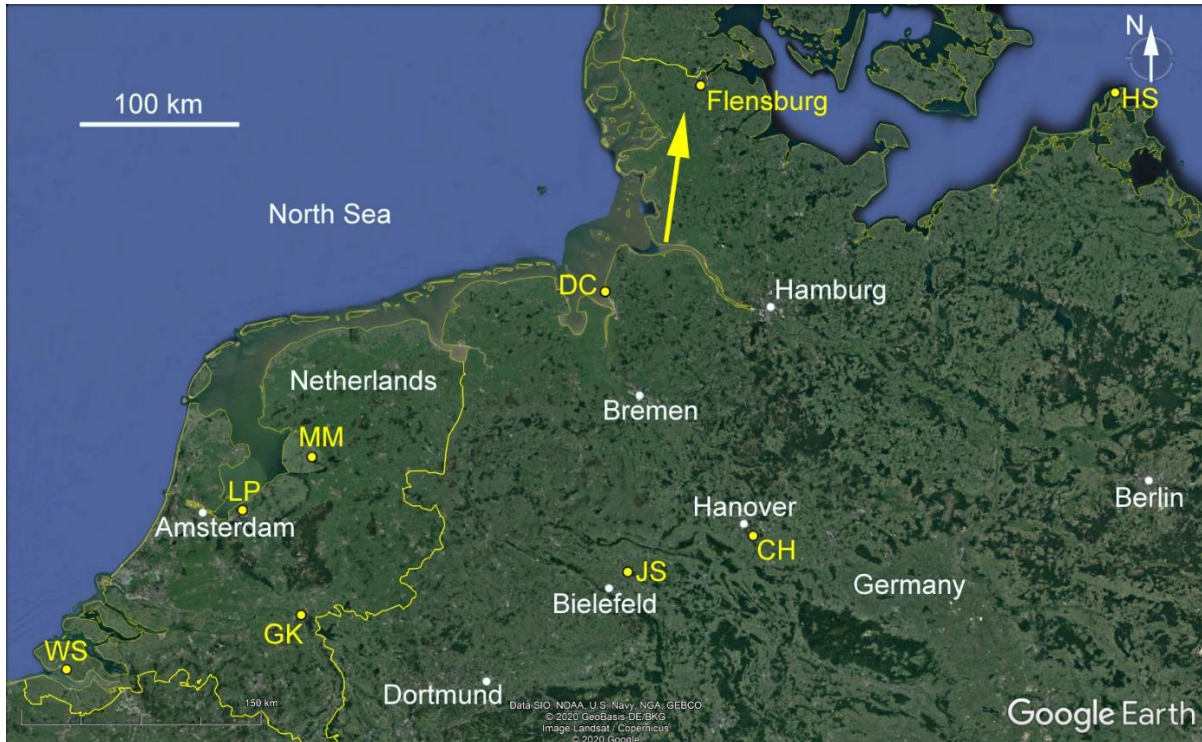 N
HS
Flensburg
100 km
North Sea
DC
Hamburg
Netherlands
Bremen
MM
LP
Amsterdam
Berlin
Hanover
CH
JS
Bielefeld
Germany
GK
WS
Dortmund
150 km
Data SIO, NOAA, U.S. Navy, NGA, GEBCO
© 2020 GeoBasis-DE/BKG
Image Landsat / Copernicus
© 2020 Google
Google Earth